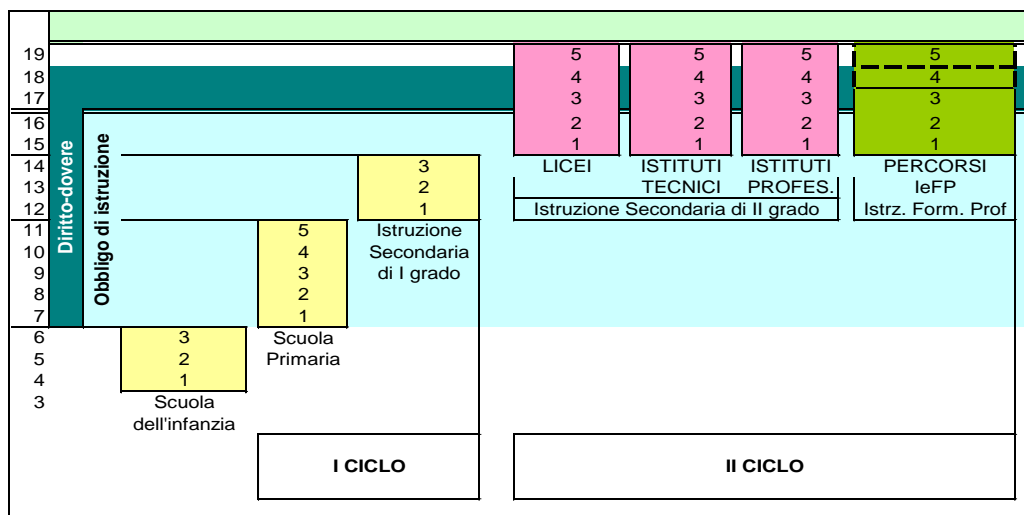 19 5 5 5 5
18 4 4 4 4
17 3 3 3 3
16 2 2 2 2
15 1 1 1 1
14 3 LICEI ISTITUTI ISTITUTI PERCORSI
13 2 TECNICI PROFES. IeFP
12 1 Istruzione Secondaria di II grado Istrz. Form. Prof
Diritto-dovere
Obbligo di istruzione
11 5 Istruzione
10 4 Secondaria
9 3 di I grado
8 2
7 1
6 3 Scuola
5 2 Primaria
4 1
3 Scuola
dell'infanzia
I CICLO II CICLO